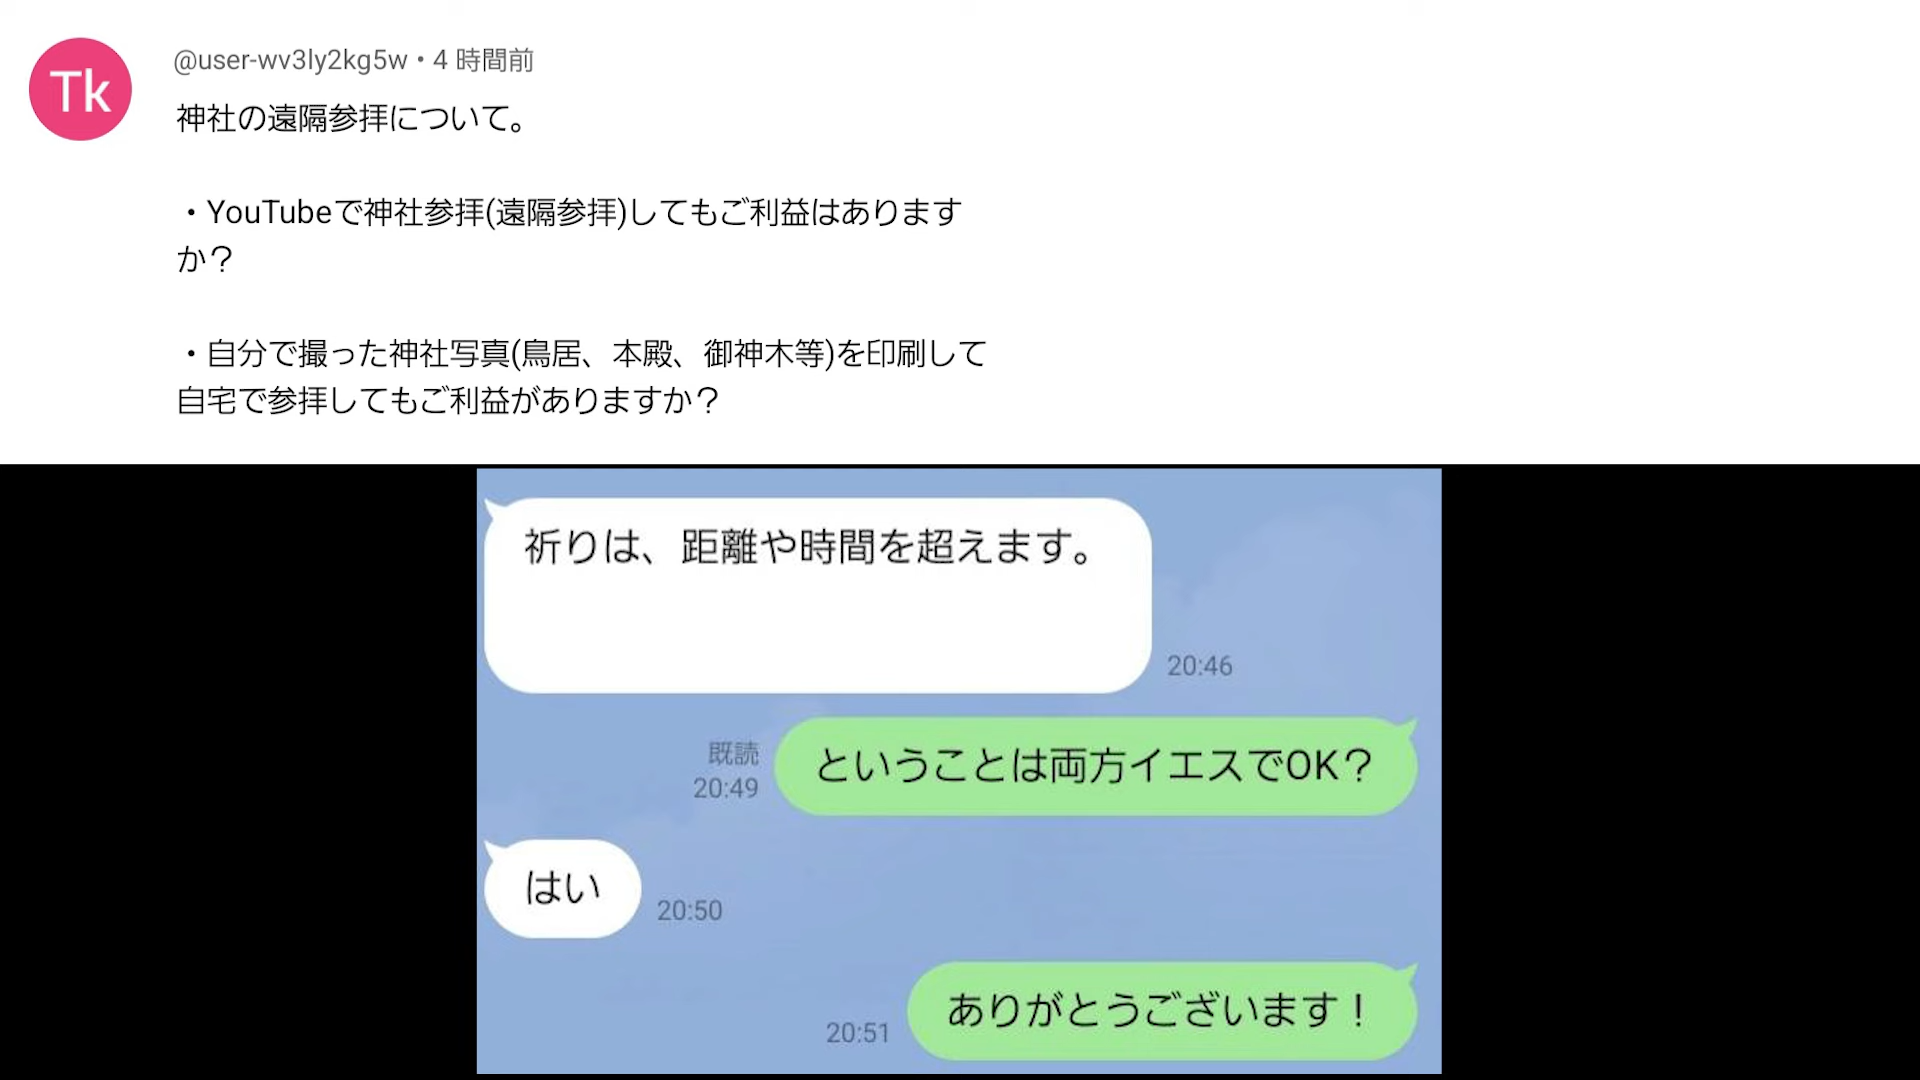 Tk
@user-wv3ly2kg5w • 4 時間前
神社の遠隔参拝について。
・YouTubeで神社参拝(遠隔参拝)してもご利益はあります
か？
・自分で撮った神社写真(鳥居、本殿、御神木等)を印刷して
自宅で参拝してもご利益がありますか？
祈りは、距離や時間を超えます。
20:46
ということは両方イエスでOK？
既読
20:49
はい
20:50
ありがとうございます！
20:51